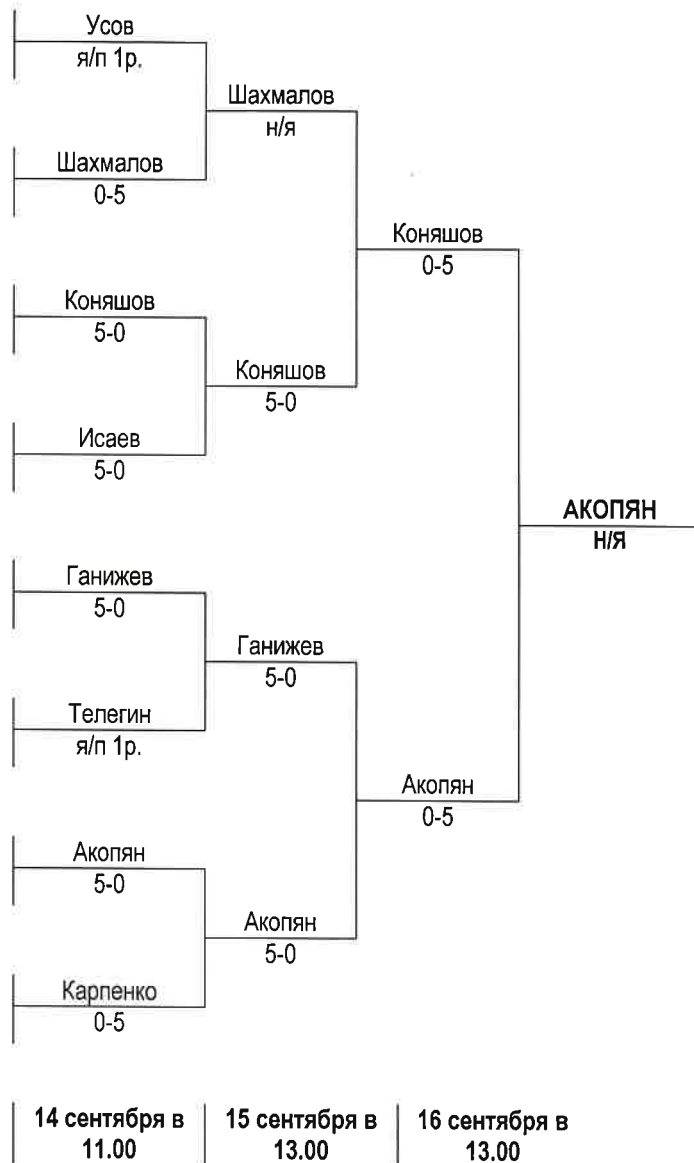 Усов
я/п 1р.
Шахмалов
н/я
Шахмалов
0-5
Коняшов
0-5
Коняшов
5-0
Коняшов
5-0
Исаев
5-0
АКОПЯН
Н/Я
Ганижев
5-0
Ганижев
5-0
Телегин
я/п 1р.
Акопян
0-5
Акопян
5-0
Акопян
5-0
Карпенко
0-5
14 сентября в
11.00
15 сентября в
13.00
16 сентября в
13.00